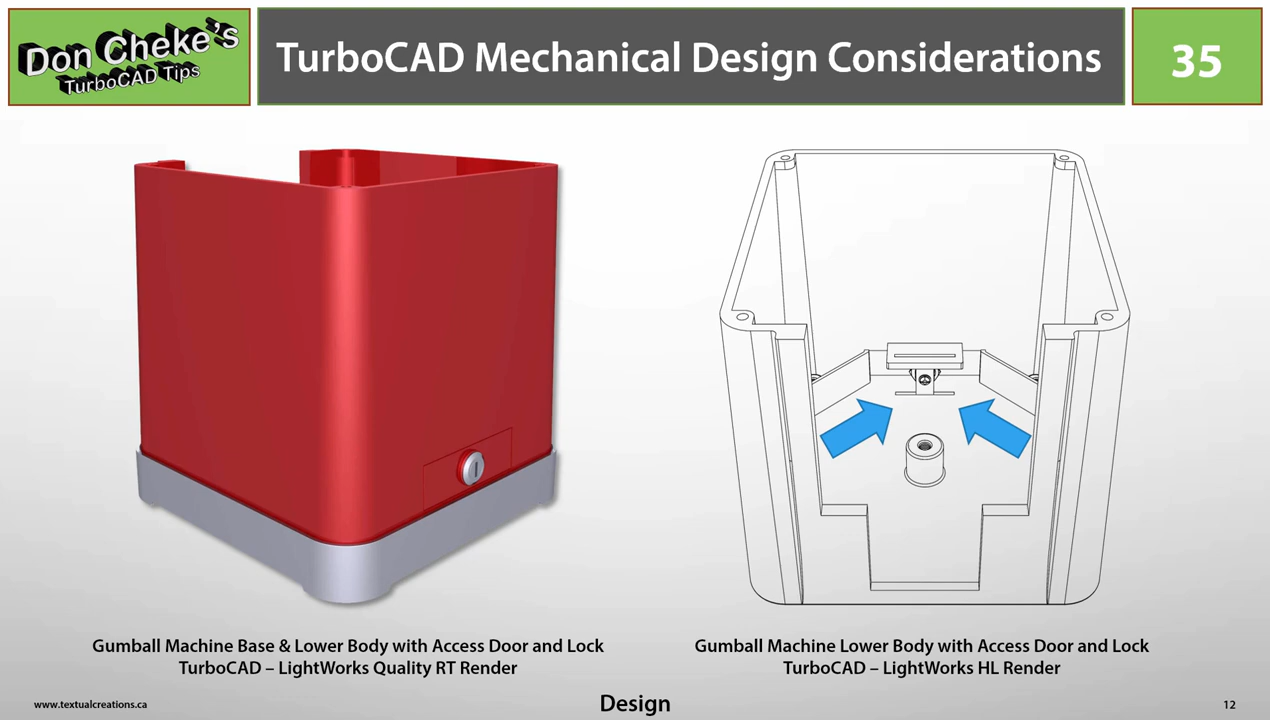 Don Cheke's
TurboCAD Tips
TurboCAD Mechanical Design Considerations
35
Gumball Machine Base & Lower Body with Access Door and Lock
TurboCAD – LightWorks Quality RT Render
Gumball Machine Lower Body with Access Door and Lock
TurboCAD – LightWorks HL Render
www.textualcreations.ca
Design
12